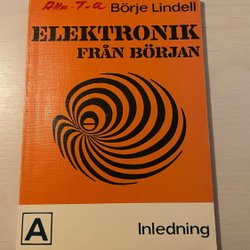 Börje Lindell
ELEKTRONIK
FRÅN BÖRJAN
A
Inledning